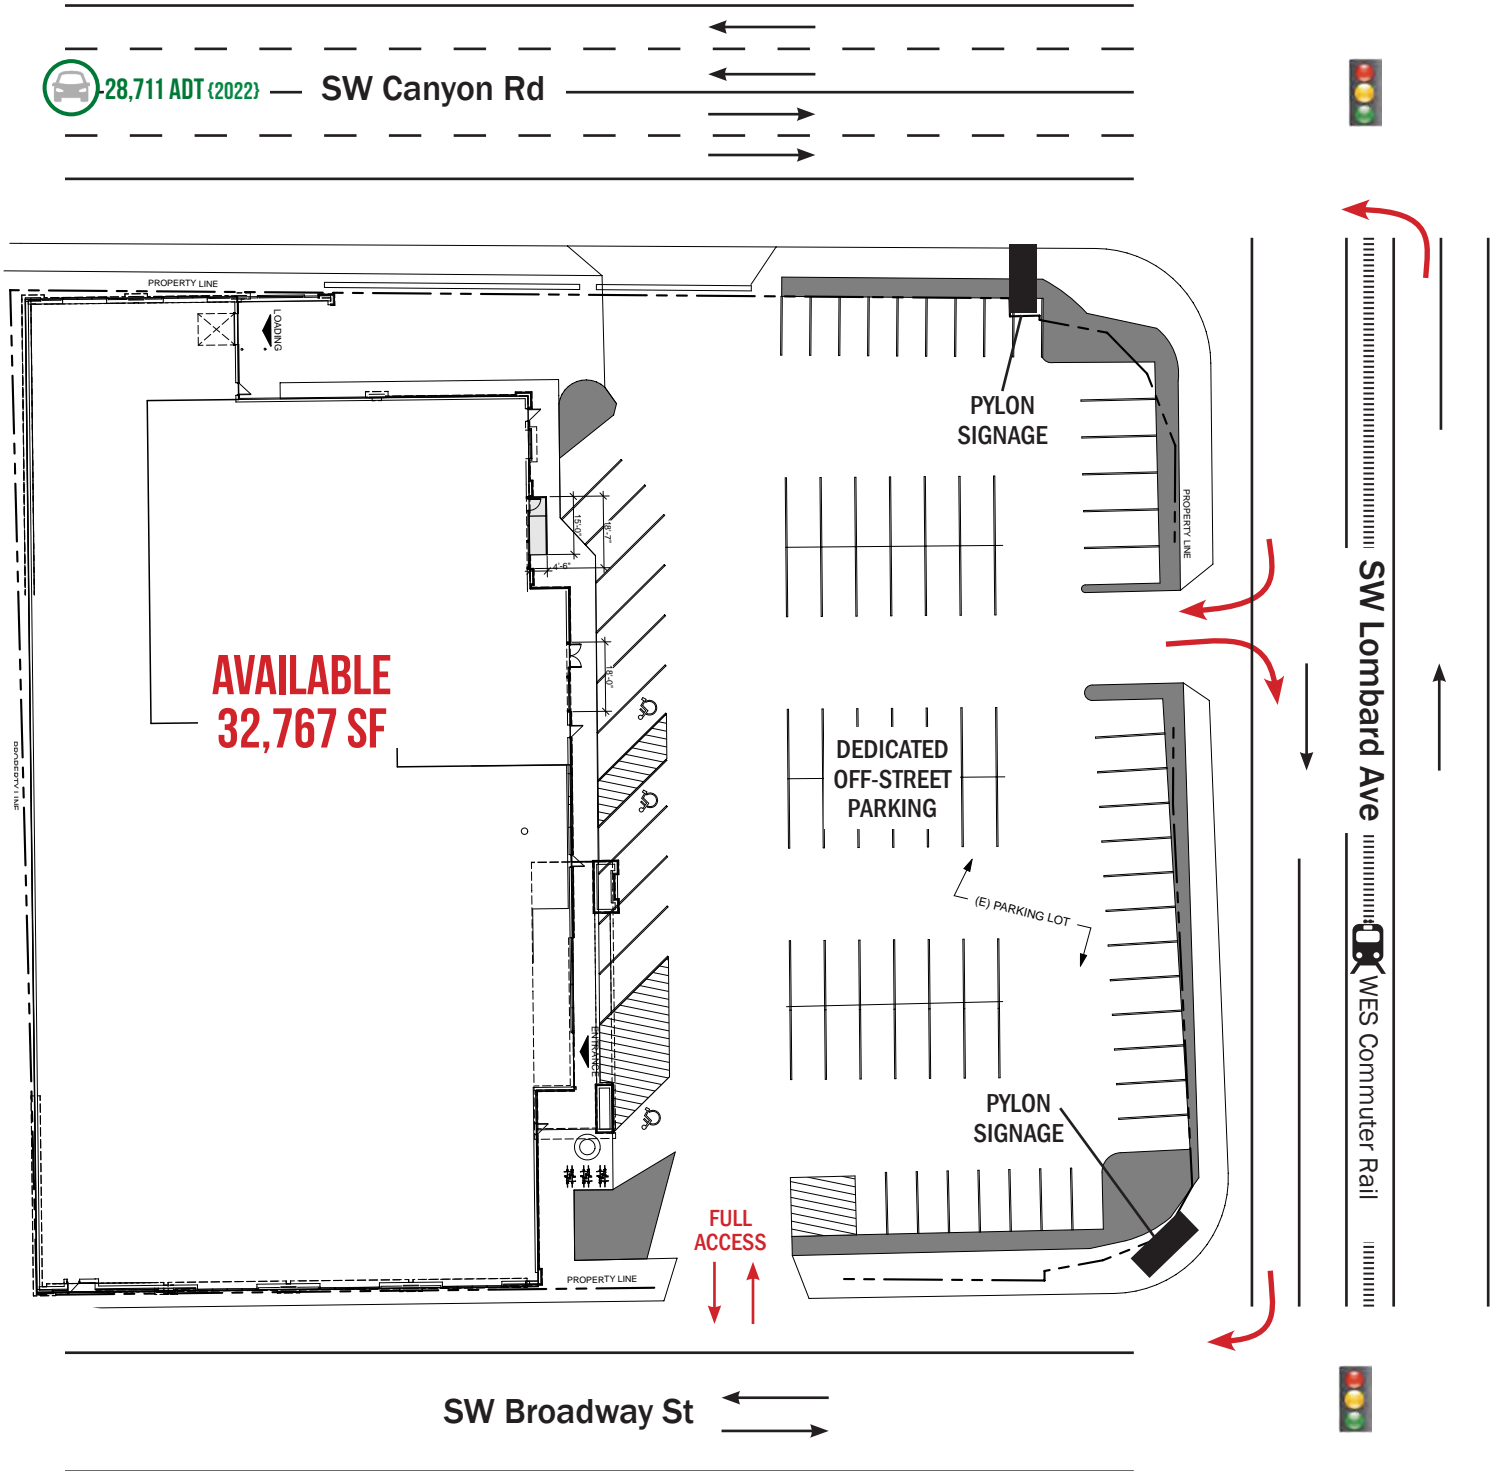 28,711 ADT {2022}
SW Canyon Rd
PROPERTY LINE
LOADING
PYLON
SIGNAGE
PROPERTY LINE
15'-0"
18'-7"
4'-6"
18'-0"
AVAILABLE
32,767 SF
PROPERTY LINE
DEDICATED
OFF-STREET
PARKING
(E) PARKING LOT
SW Lombard Ave
WES Commuter Rail
ENTRANCE
PYLON
SIGNAGE
FULL
ACCESS
PROPERTY LINE
SW Broadway St